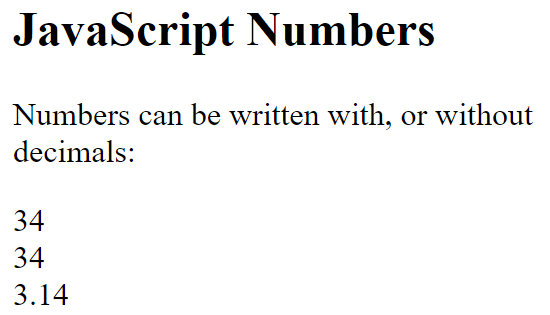 JavaScript Numbers
Numbers can be written with, or without
decimals:
34
34
3.14